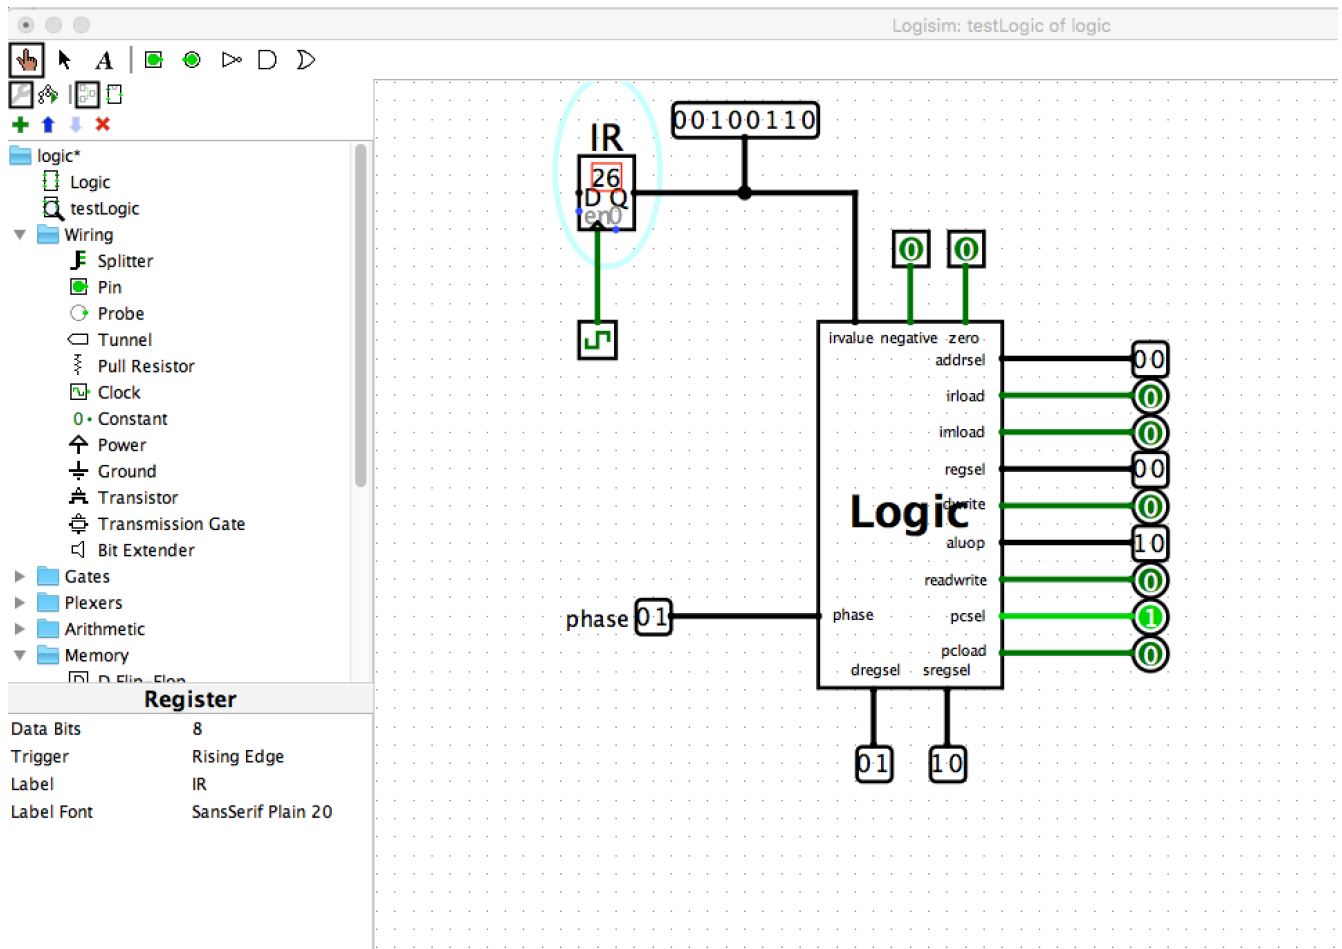 Logisim: testLogic of logic
A
logic*
Logic
testLogic
Wiring
Splitter
Pin
Probe
Tunnel
Pull Resistor
Clock
0 Constant
Power
Ground
Transistor
Transmission Gate
Bit Extender
Gates
Plexers
Arithmetic
Memory
D Flip-Flop
Register
Data Bits 8
Trigger Rising Edge
Label IR
Label Font SansSerif Plain 20
IR
26
D Q
en0
00100110
0 0
irvalue negative zero
addrsel 00
irload 0
imload 0
regsel 00
dwrite 0
Logic
aluop 10
readwrite 0
phase 01
phase
pcsel 1
pcload 0
dregsel sregsel
01 10